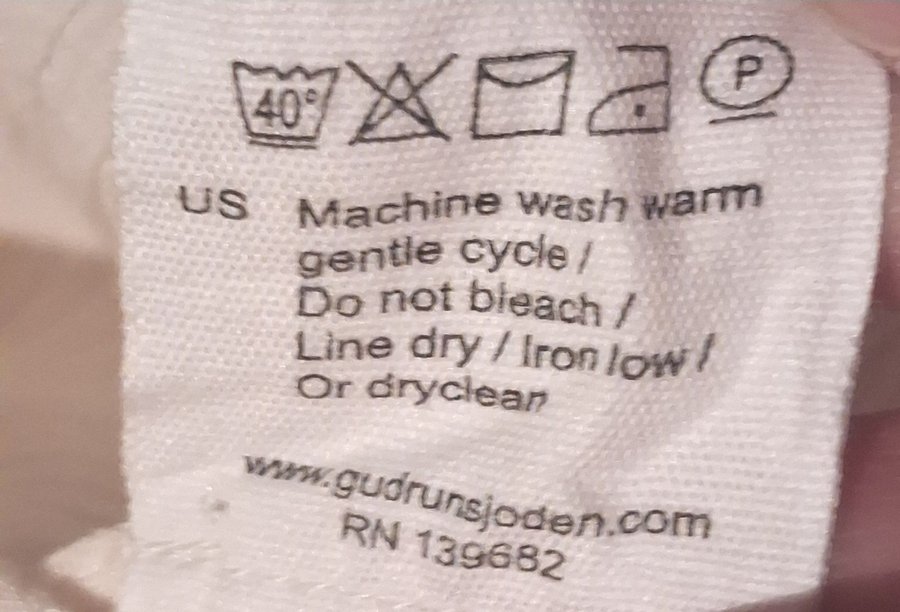 40° P
US Machine wash warm
gentle cycle /
Do not bleach /
Line dry / Iron low /
Or dryclean
www.gudrunsjoden.com
RN 139682